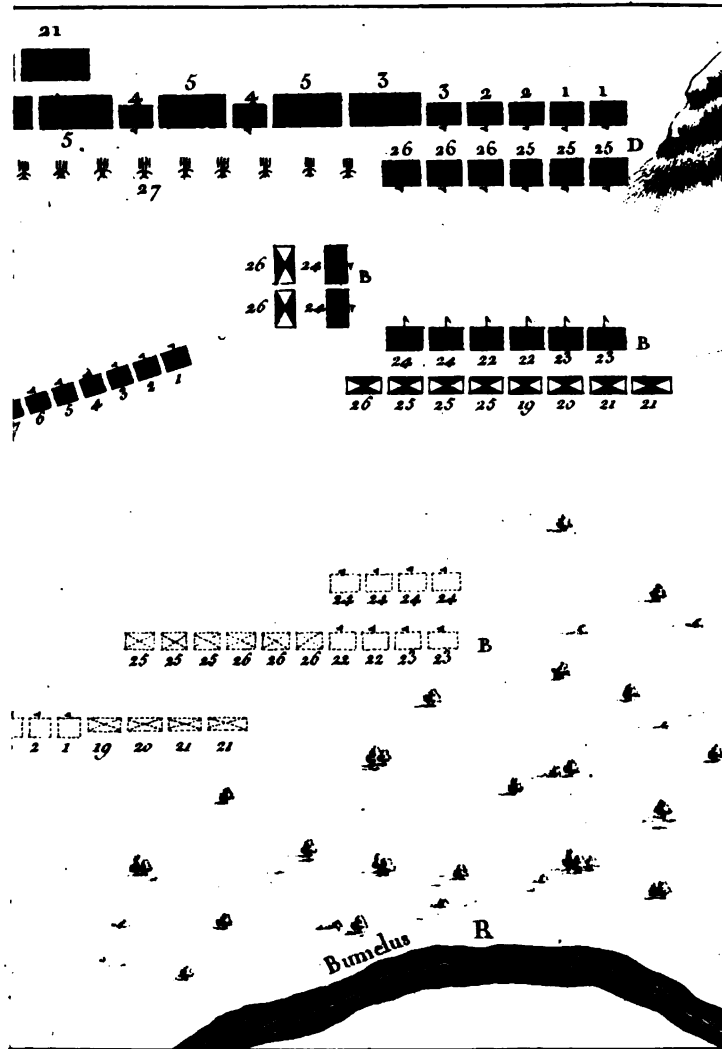 21
5 4 5 4 5 3 3 2 2 1 1
D
26 26 26 25 25 25
27
26 24 B
26 24
24 24 22 22 23 23 B
7 6 5 4 3 2 1
26 25 25 25 19 20 21 21
24 24 24 24
25 25 25 26 26 26 22 22 23 23 B
2 1 19 20 21 21
Bumelus R